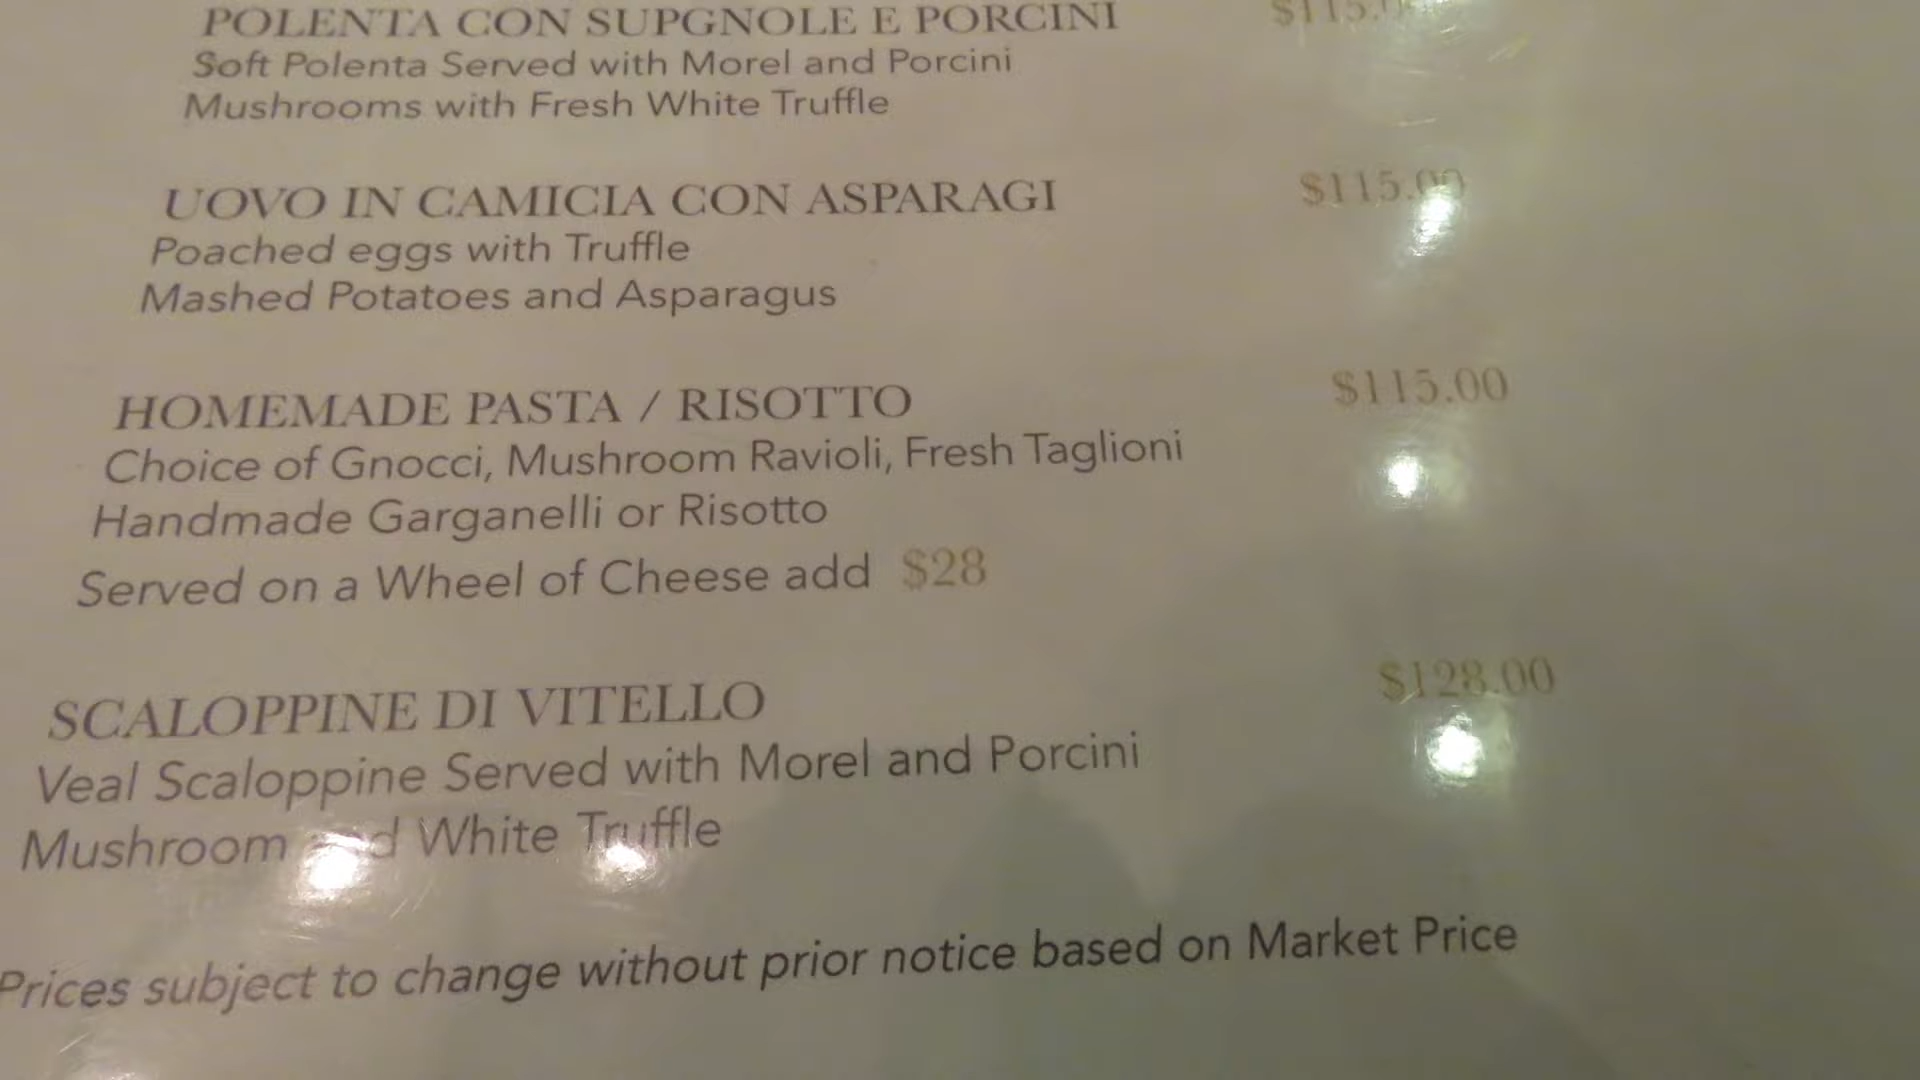 POLENTA CON SUPGNOLE E PORCINI $115.
Soft Polenta Served with Morel and Porcini
Mushrooms with Fresh White Truffle
UOVO IN CAMICIA CON ASPARAGI $115.00
Poached eggs with Truffle
Mashed Potatoes and Asparagus
HOMEMADE PASTA / RISOTTO $115.00
Choice of Gnocci, Mushroom Ravioli, Fresh Taglioni
Handmade Garganelli or Risotto
Served on a Wheel of Cheese add $28
SCALOPPINE DI VITELLO $128.00
Veal Scaloppine Served with Morel and Porcini
Mushroom and White Truffle
Prices subject to change without prior notice based on Market Price